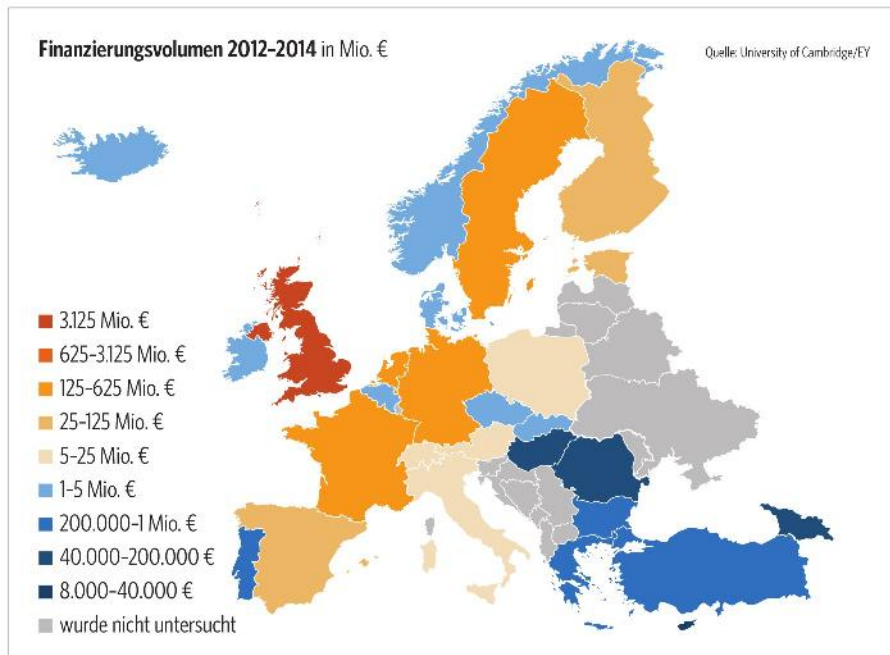 Finanzierungsvolumen 2012–2014 in Mio. €
Quelle: University of Cambridge/EY
3.125 Mio. €
625–3.125 Mio. €
125–625 Mio. €
25–125 Mio. €
5–25 Mio. €
1–5 Mio. €
200.000–1 Mio. €
40.000–200.000 €
8.000–40.000 €
wurde nicht untersucht